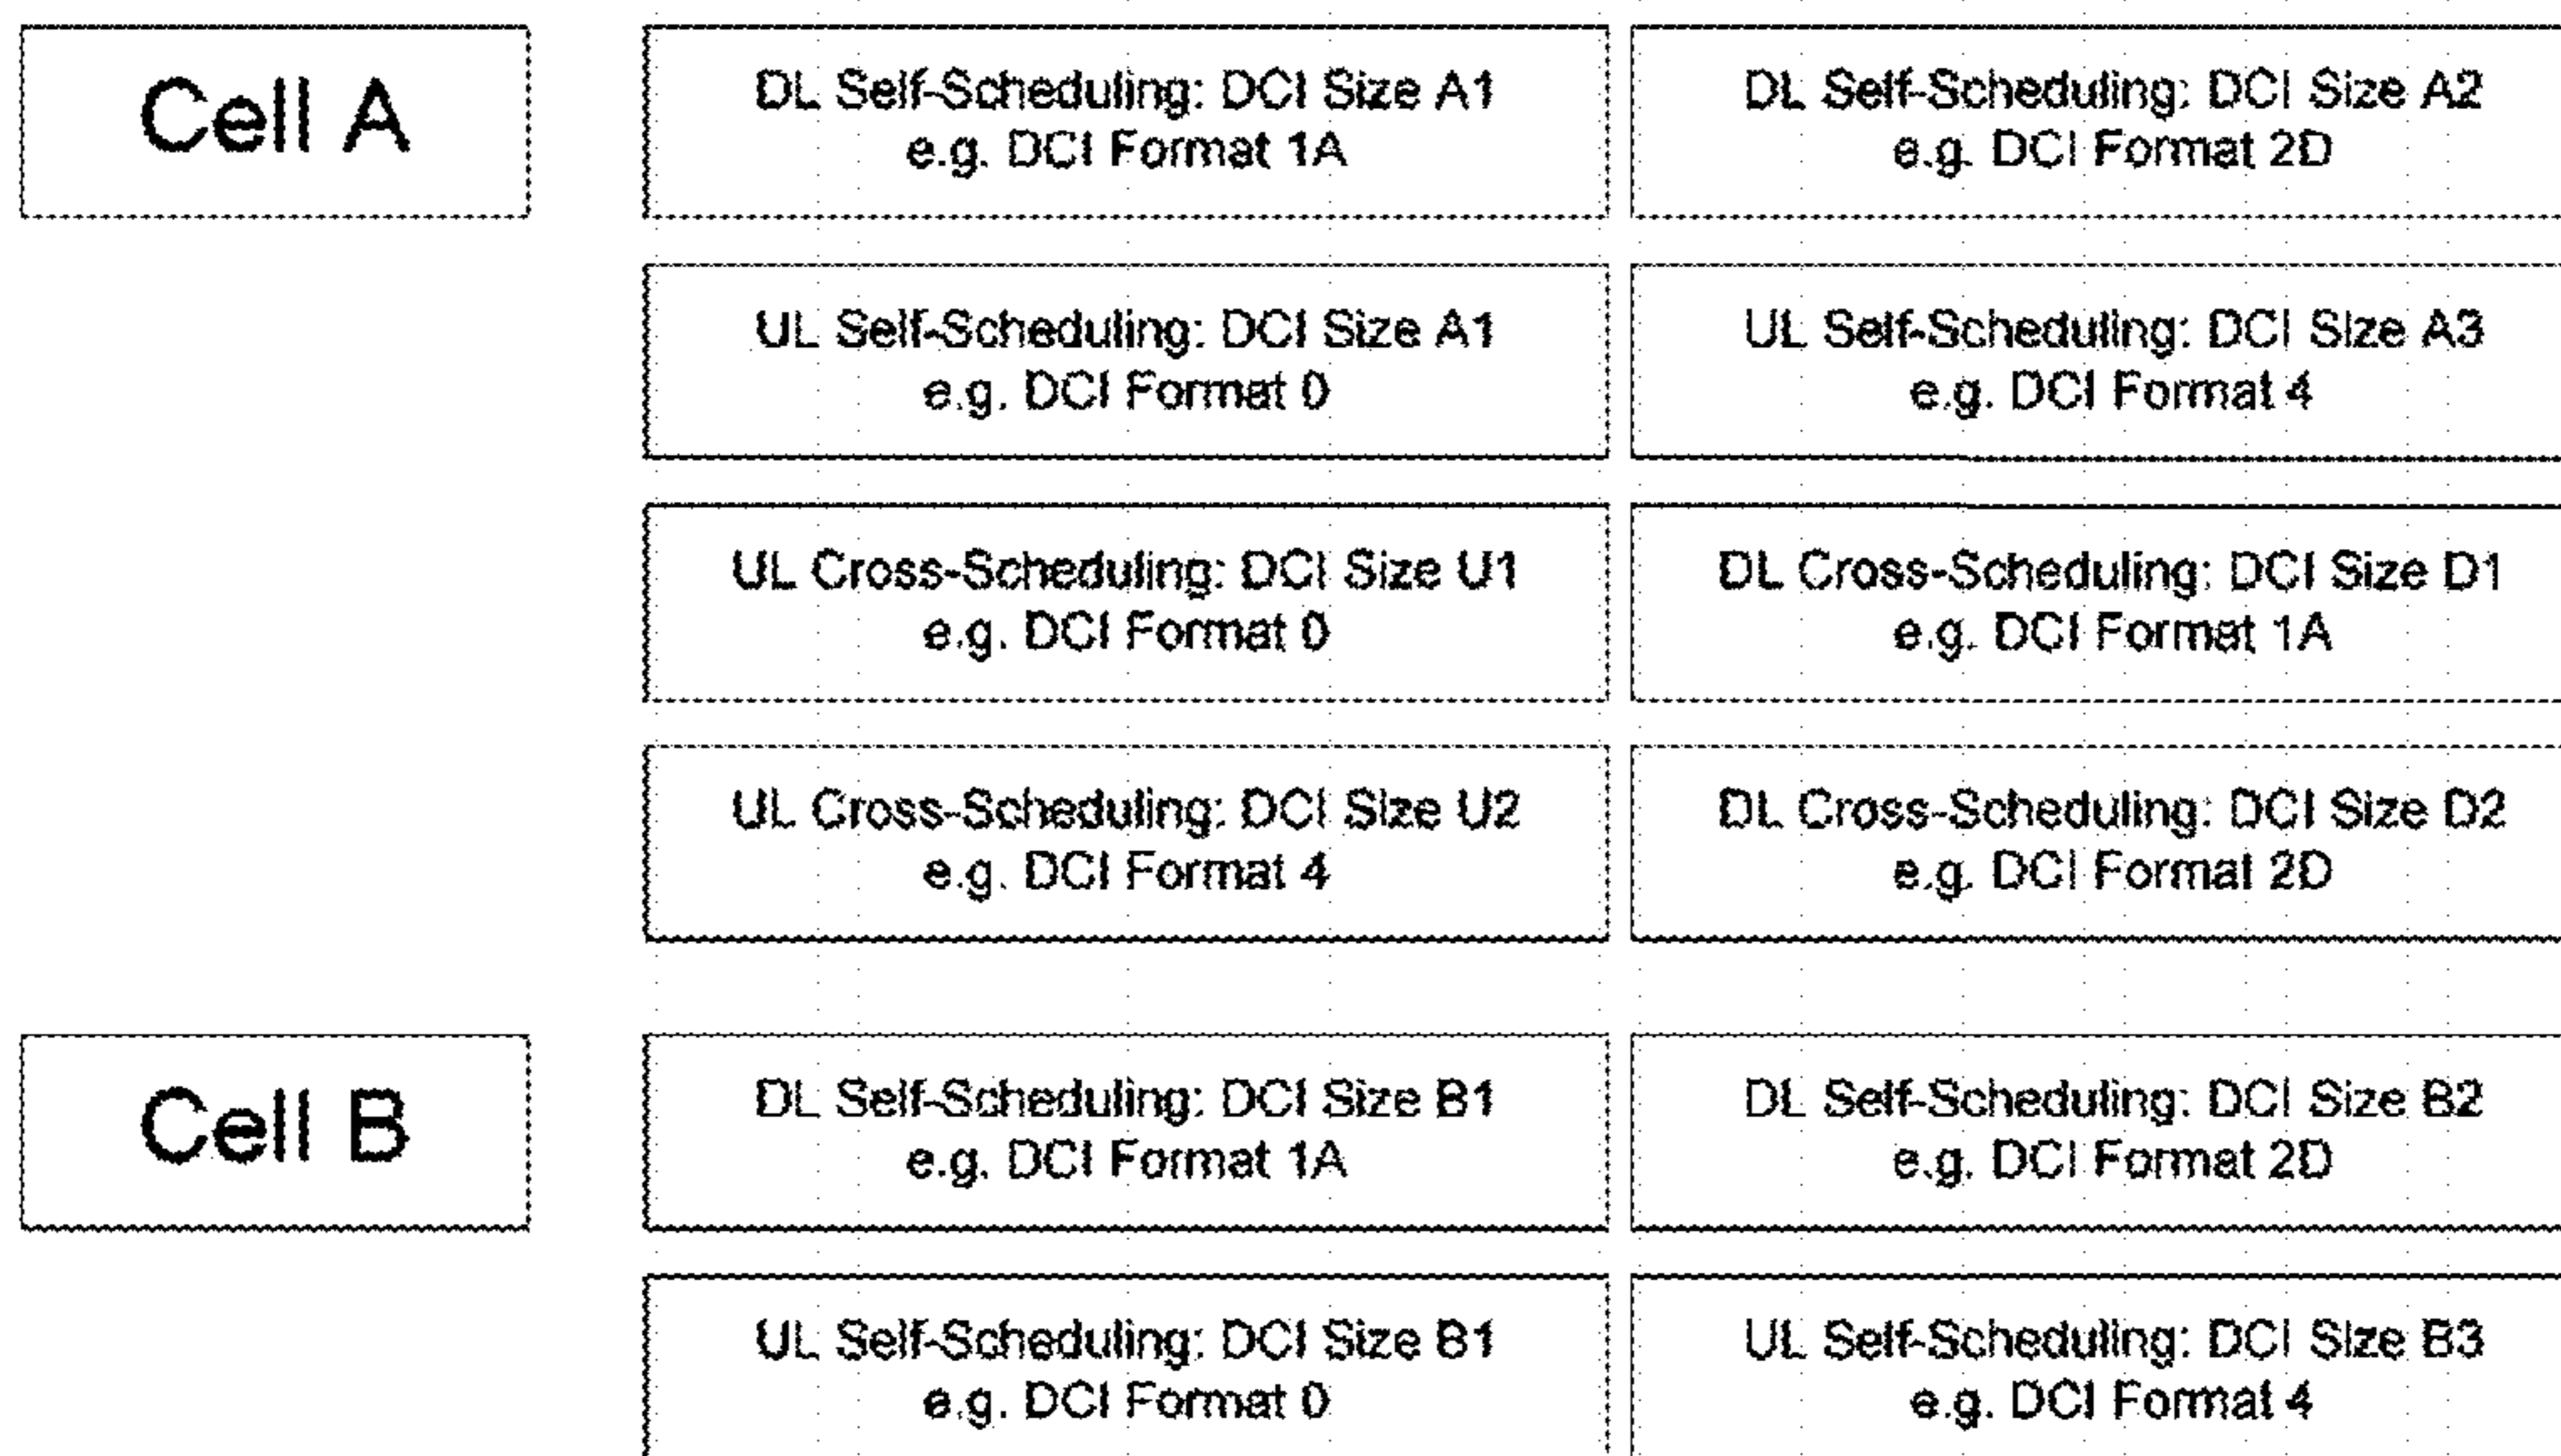 Cell A
DL Self-Scheduling: DCI Size A1
e.g. DCI Format 1A
DL Self-Scheduling: DCI Size A2
e.g. DCI Format 2D
UL Self-Scheduling: DCI Size A1
e.g. DCI Format 0
UL Self-Scheduling: DCI Size A3
e.g. DCI Format 4
UL Cross-Scheduling: DCI Size U1
e.g. DCI Format 0
DL Cross-Scheduling: DCI Size D1
e.g. DCI Format 1A
UL Cross-Scheduling: DCI Size U2
e.g. DCI Format 4
DL Cross-Scheduling: DCI Size D2
e.g. DCI Format 2D
Cell B
DL Self-Scheduling: DCI Size B1
e.g. DCI Format 1A
DL Self-Scheduling: DCI Size B2
e.g. DCI Format 2D
UL Self-Scheduling: DCI Size B1
e.g. DCI Format 0
UL Self-Scheduling: DCI Size B3
e.g. DCI Format 4